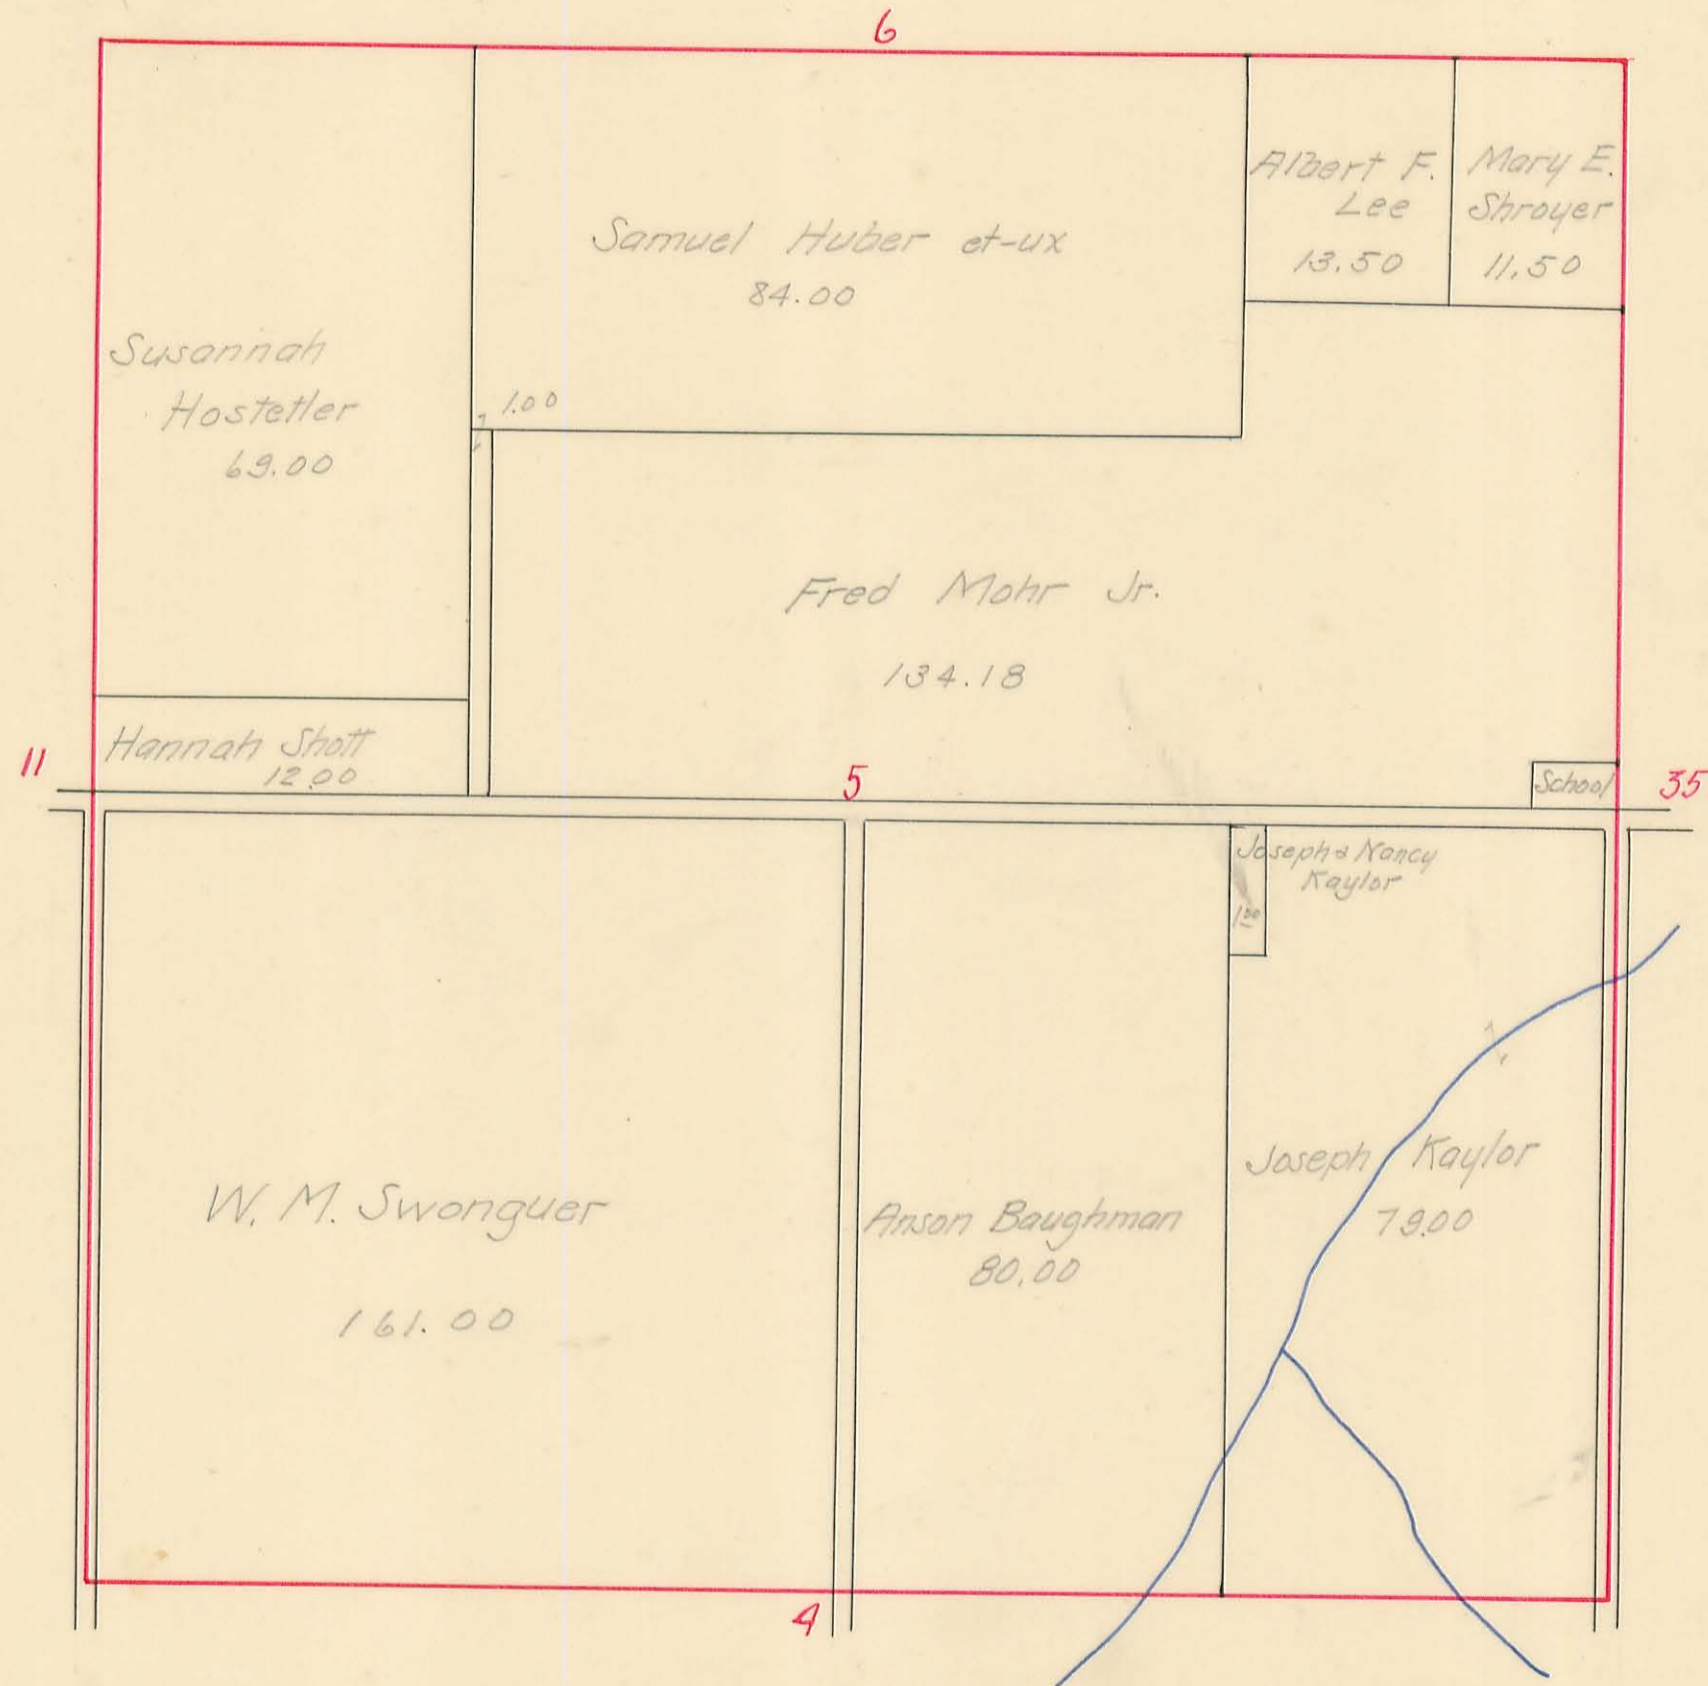 6
Albert F.
Lee
13.50
Mary E.
Shroyer
11.50
Samuel Huber et-ux
84.00
Susannah
Hostetler
69.00
1.00
Fred Mohr Jr.
134.18
Hannah Shott
12.00
11
5
School
35
Joseph & Nancy
Kaylor
1.00
W. M. Swonguer
161.00
Anson Baughman
80.00
Joseph Kaylor
79.00
4